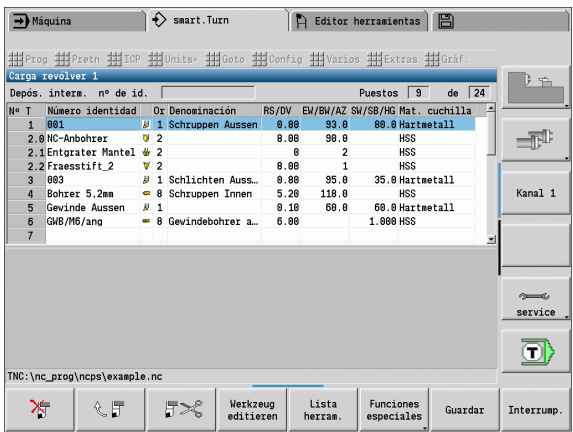 Máquina smart.Turn Editor herramientas
Prog Pretn ICP Units» Goto Config Varios Extras Gráf.
Carga revólver 1
Depós. interm. nº de id. Puestos 9 de 24
Nº T Número identidad Or Denominación RS/DV EW/BW/AZ SW/SB/HG Mat. cuchilla
1 001 1 Schruppen Aussen 0.80 93.0 80.0 Hartmetall
2.0 NC-Anbohrer 2 8.00 90.0 HSS
2.1 Entgrater Mantel 2 0 2 HSS
2.2 Fraesstift_2 2 8.00 1 HSS
3 003 1 Schlichten Auss… 0.80 95.0 35.0 Hartmetall
4 Bohrer 5,2mm 8 Schruppen Innen 5.20 118.0 HSS
5 Gewinde Aussen 1 0.10 60.0 60.0 Hartmetall
6 GWB/M6/ang 8 Gewindebohrer a… 6.00 1.000 HSS
7
Kanal 1
service
T
TNC:\nc_prog\ncps\example.nc
Werkzeug editieren
Lista herram.
Funciones especiales
Guardar
Interrump.